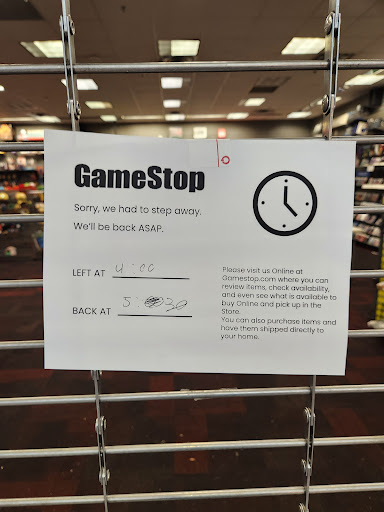 GameStop
Sorry, we had to step away.
We'll be back ASAP.
LEFT AT 4:00
BACK AT 5:30
Please visit us Online at
Gamestop.com where you can
review items, check availability,
and even see what is available to
buy Online and pick up in the
Store.
You can also purchase items and
have them shipped directly to
your home.